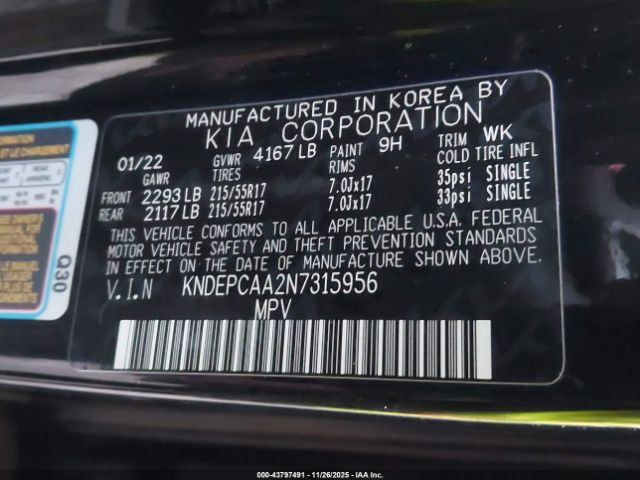 MANUFACTURED IN KOREA BY
KIA CORPORATION
01/22 GVWR 4167 LB PAINT 9H TRIM WK
GAWR TIRES RIMS COLD TIRE INFL
FRONT 2293 LB 215/55R17 7.0Jx17 35psi SINGLE
REAR 2117 LB 215/55R17 7.0Jx17 33psi SINGLE
THIS VEHICLE CONFORMS TO ALL APPLICABLE U.S.A. FEDERAL
MOTOR VEHICLE SAFETY AND THEFT PREVENTION STANDARDS
IN EFFECT ON THE DATE OF MANUFACTURE SHOWN ABOVE.
V.I.N KNDEPCAA2N7315956
MPV
Q30
ET LE CHARGEMENT
000-43797491 - 11/26/2025 - IAA Inc.